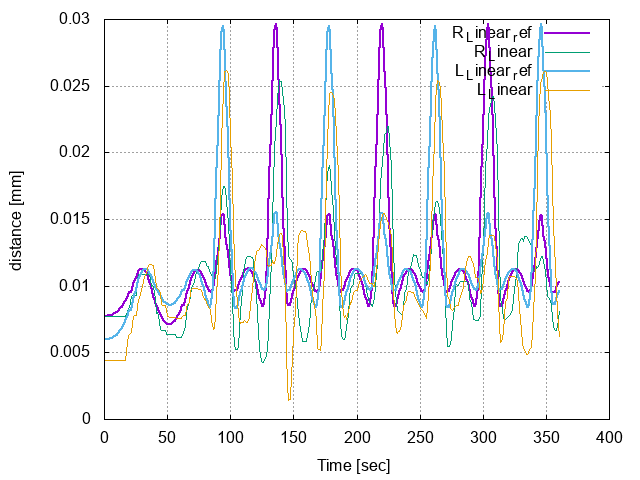 0.03
0.025
0.02
0.015
0.01
0.005
0
0 50 100 150 200 250 300 350 400
distance [mm]
Time [sec]
R_Linear_ref
R_Linear
L_Linear_ref
L_Linear